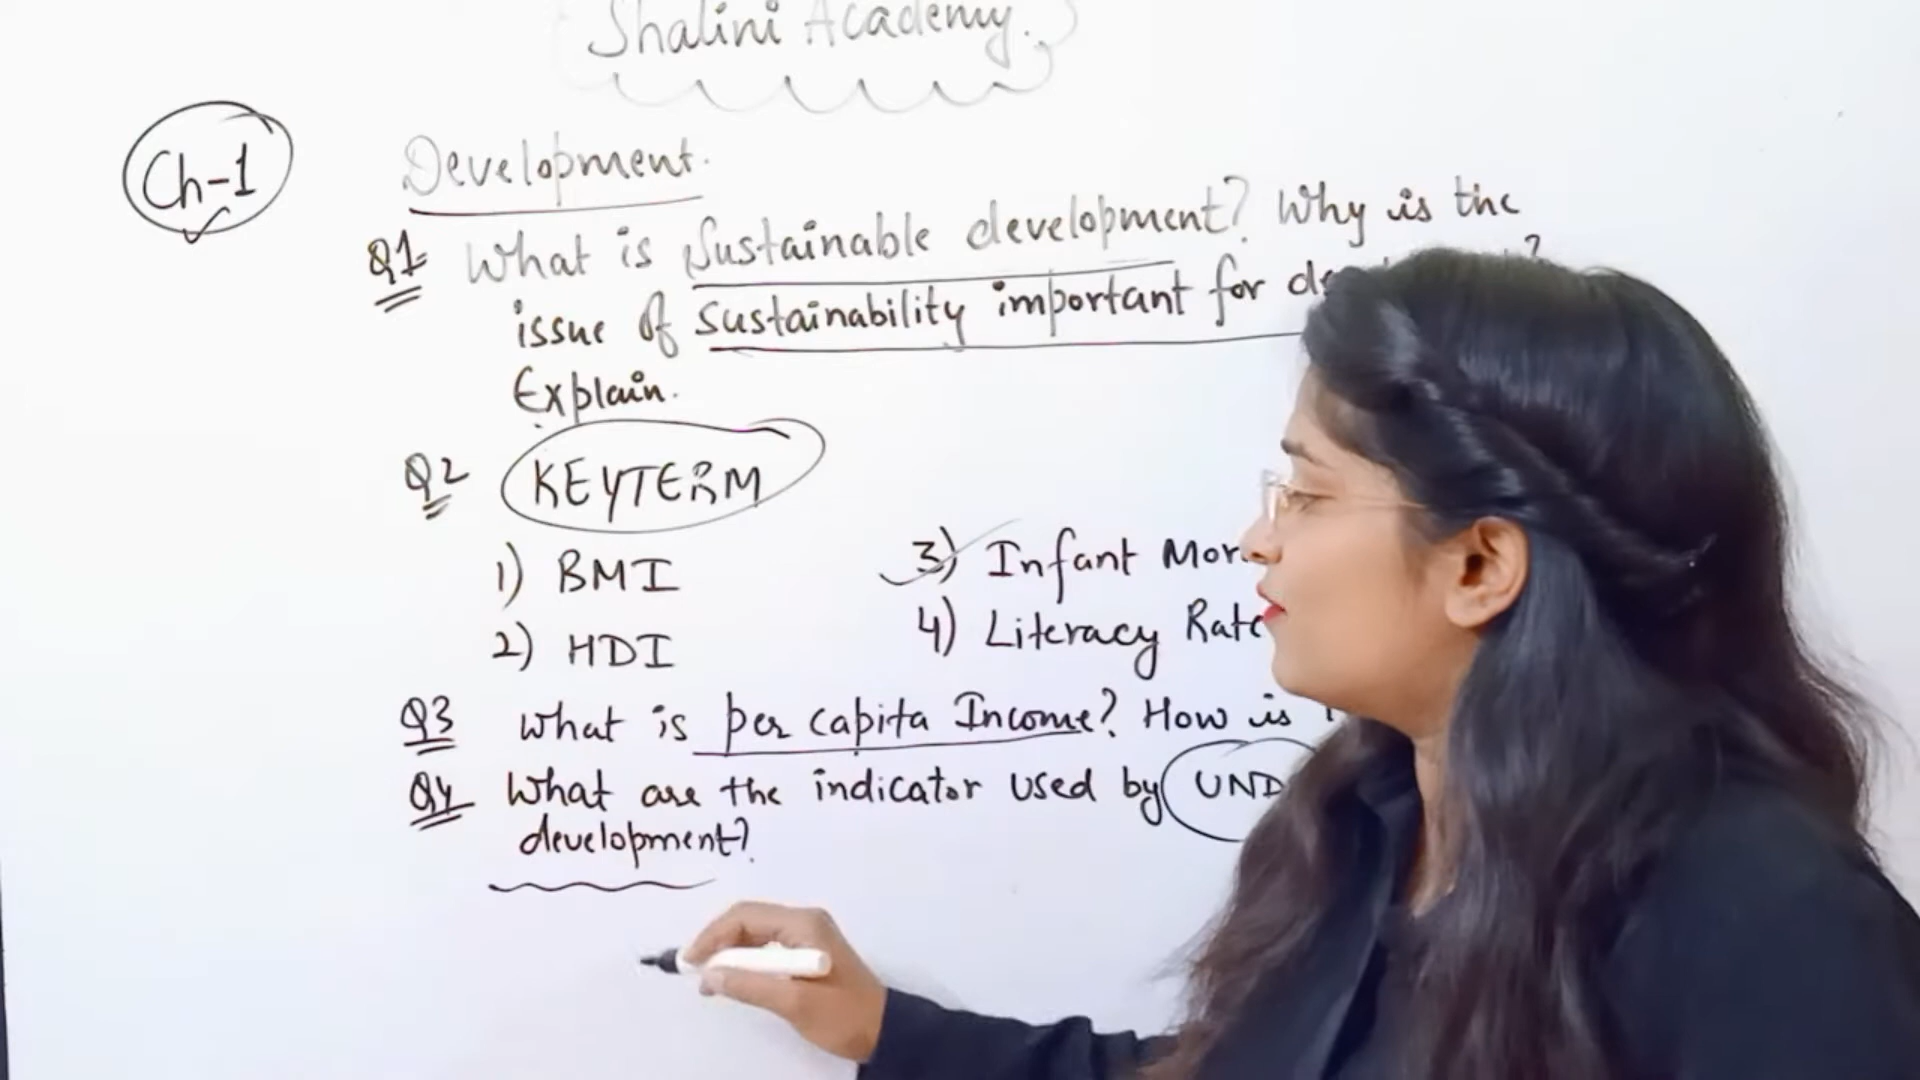 Shalini Academy.
Ch-1
Development.
Q1 What is Sustainable development? Why is the
issue of sustainability important for
Explain.
Q2 KEYTERM
1) BMI
3) Infant
2) HDI
4) Literacy Rate
Q3 What is per capita Income? How is
Q4 What are the indicator used by
development?